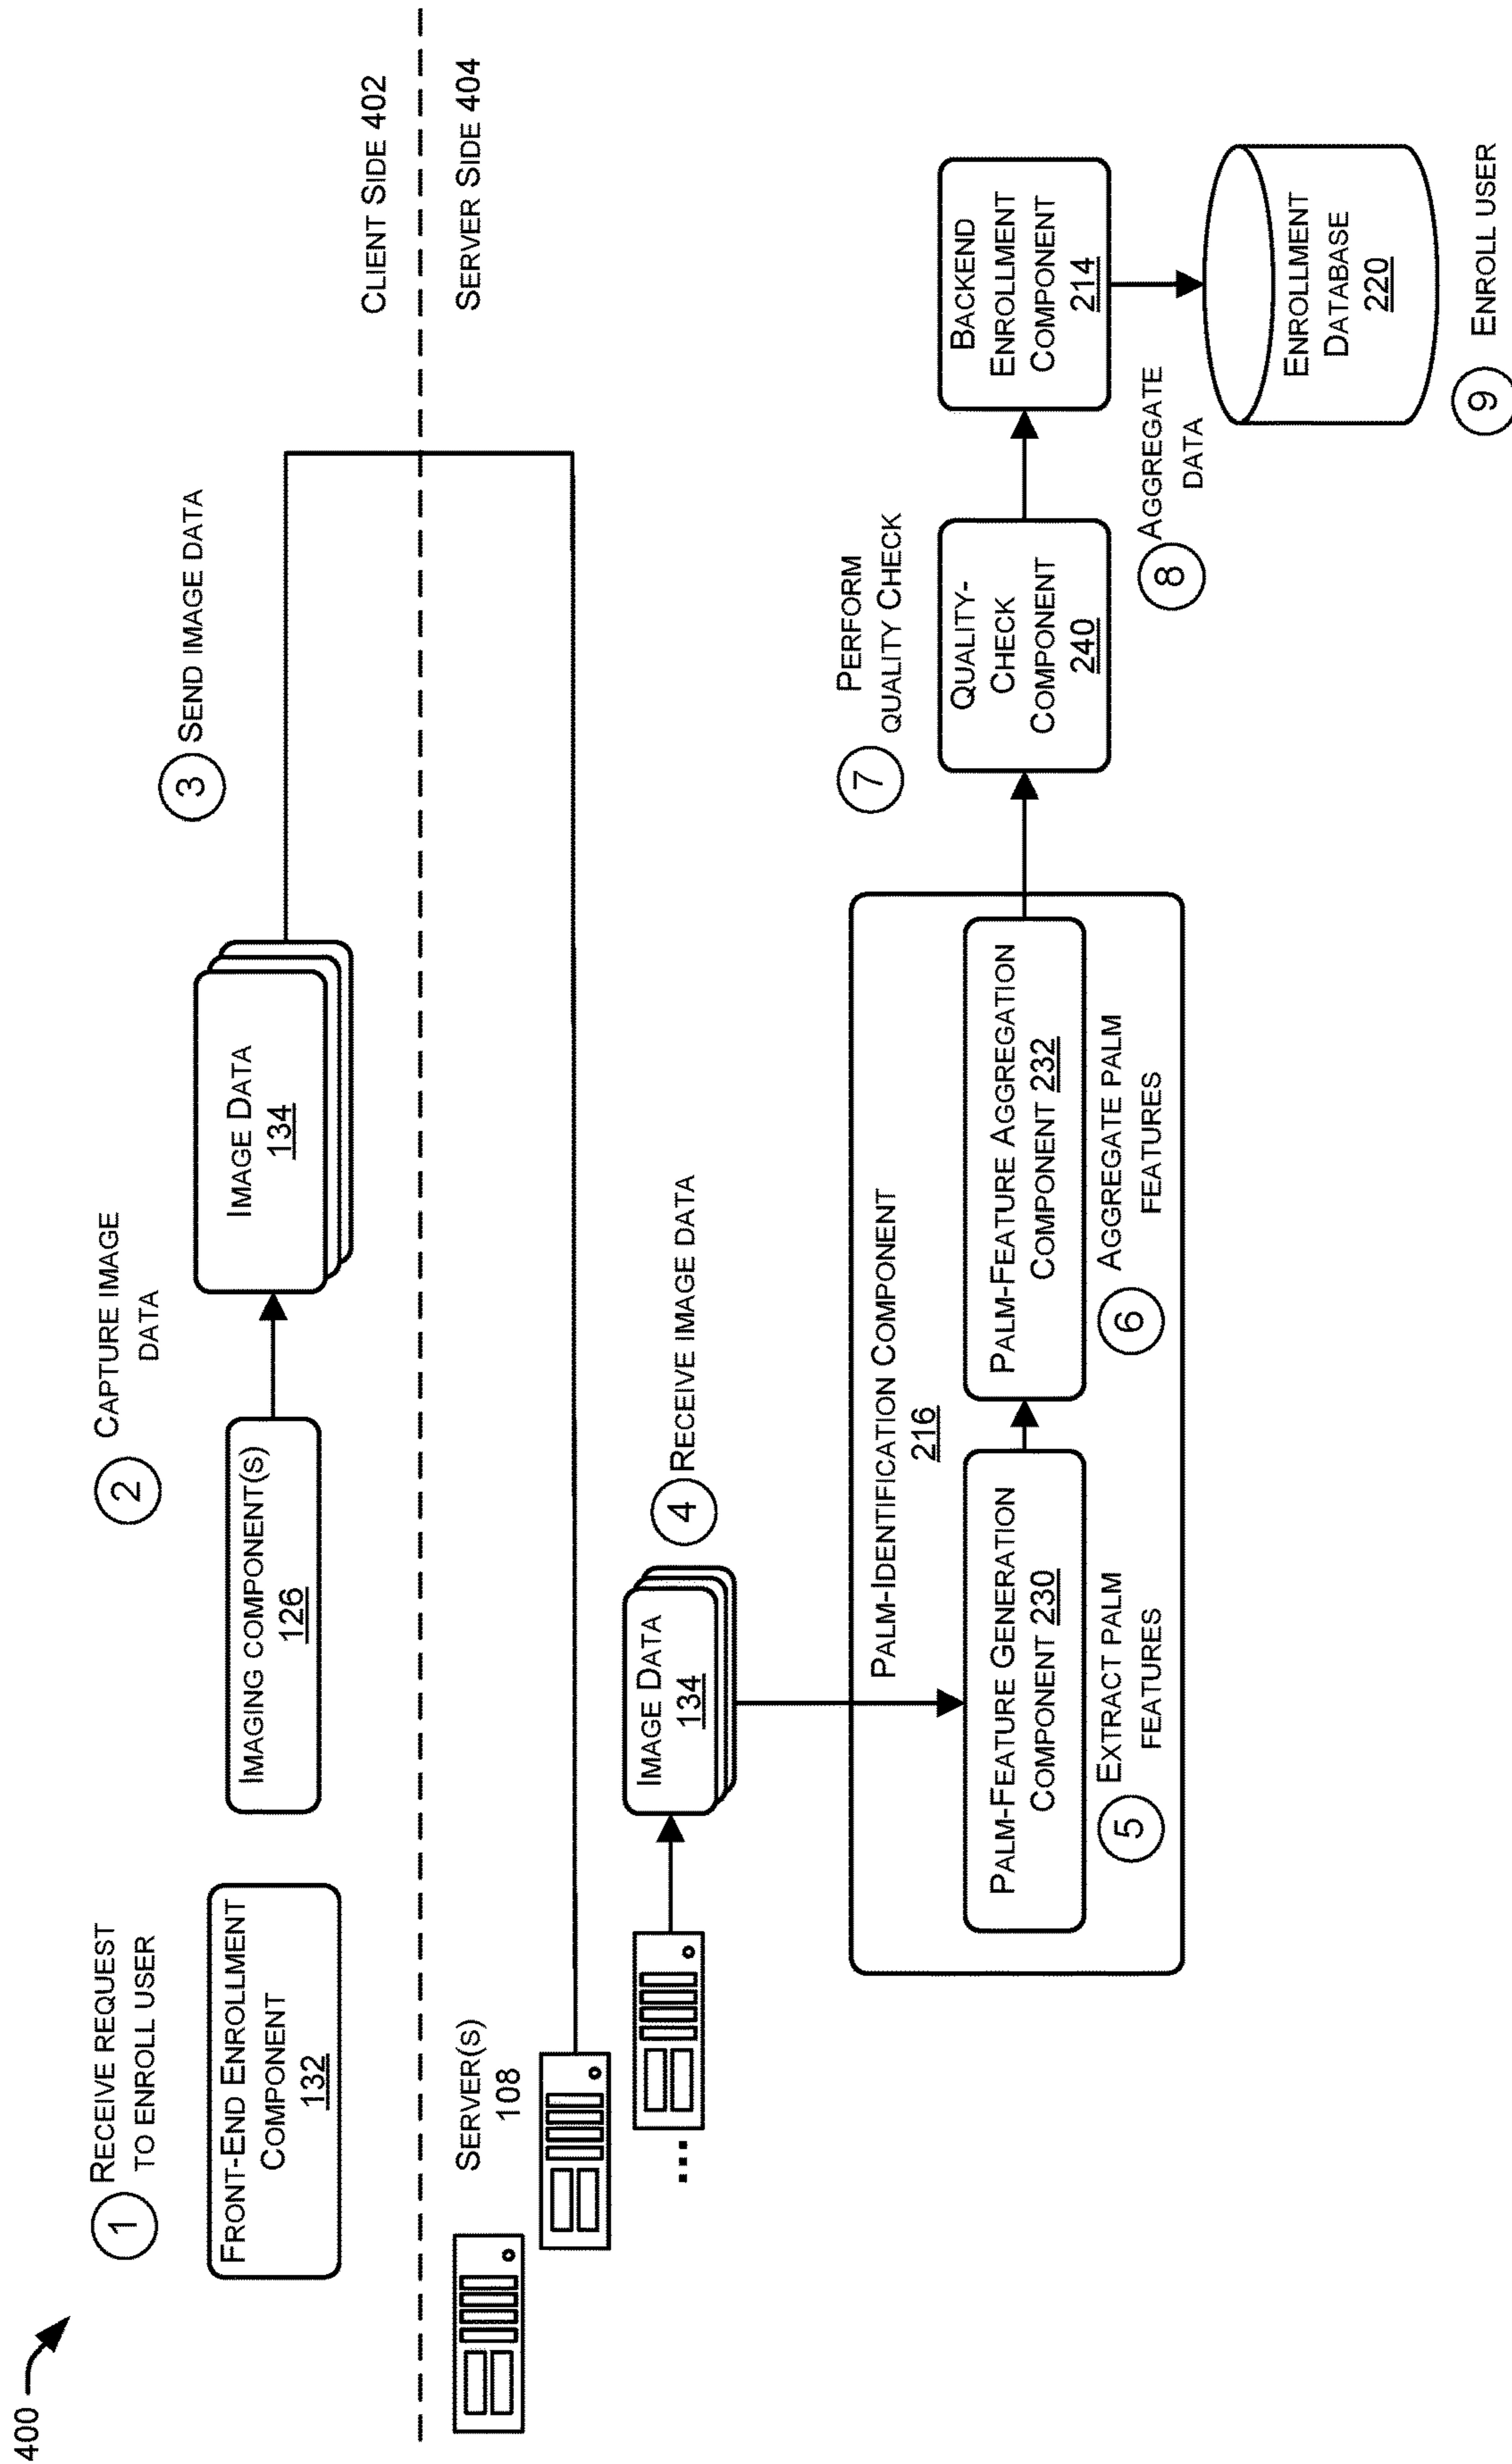 400
1
RECEIVE REQUEST
TO ENROLL USER
FRONT-END ENROLLMENT
COMPONENT
132
2
CAPTURE IMAGE
DATA
IMAGING COMPONENT(S)
126
3
SEND IMAGE DATA
IMAGE DATA
134
CLIENT SIDE 402
SERVER SIDE 404
SERVER(S)
108
...
4
RECEIVE IMAGE DATA
IMAGE DATA
134
PALM-IDENTIFICATION COMPONENT
216
PALM-FEATURE GENERATION
COMPONENT 230
5
EXTRACT PALM
FEATURES
PALM-FEATURE AGGREGATION
COMPONENT 232
6
AGGREGATE PALM
FEATURES
7
PERFORM
QUALITY CHECK
QUALITY-
CHECK
COMPONENT
240
8
AGGREGATE
DATA
BACKEND
ENROLLMENT
COMPONENT
214
ENROLLMENT
DATABASE
220
9
ENROLL USER